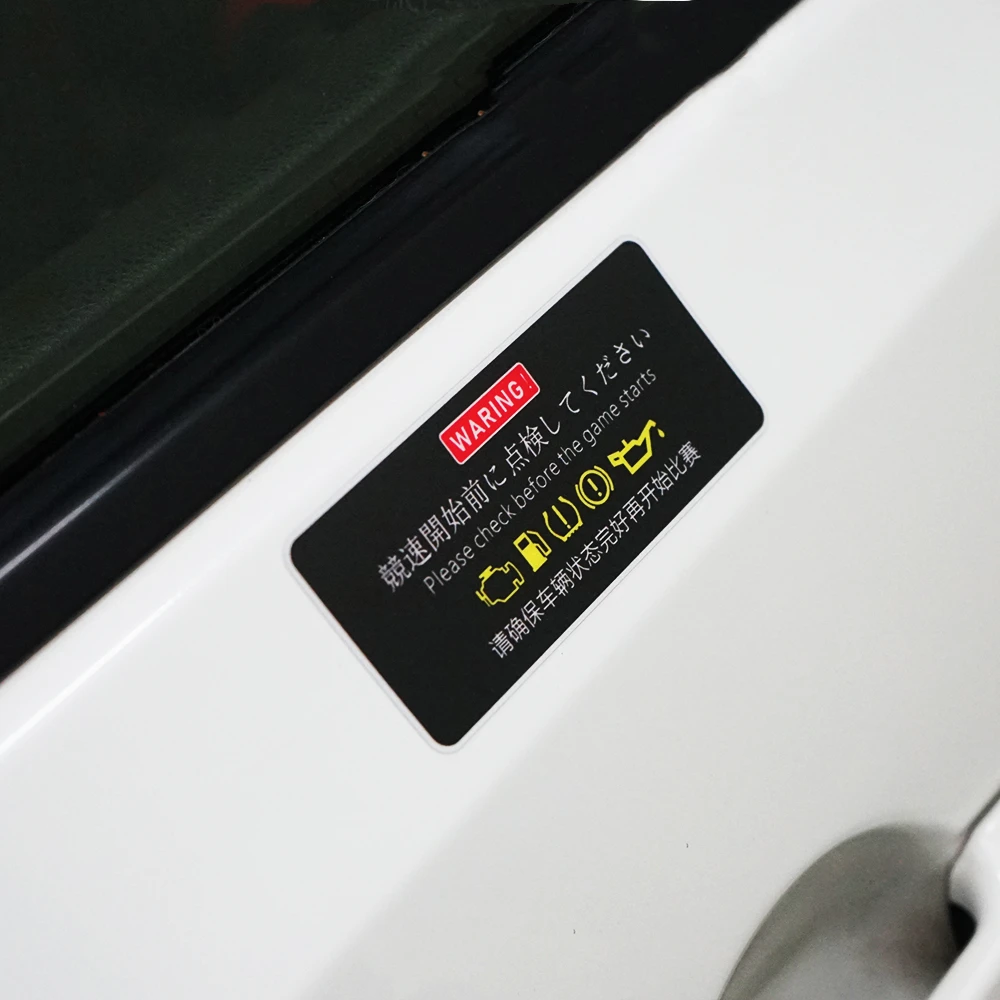 WARING!
競速開始前に点検してください
Please check before the game starts
请确保车辆状态完好再开始比赛